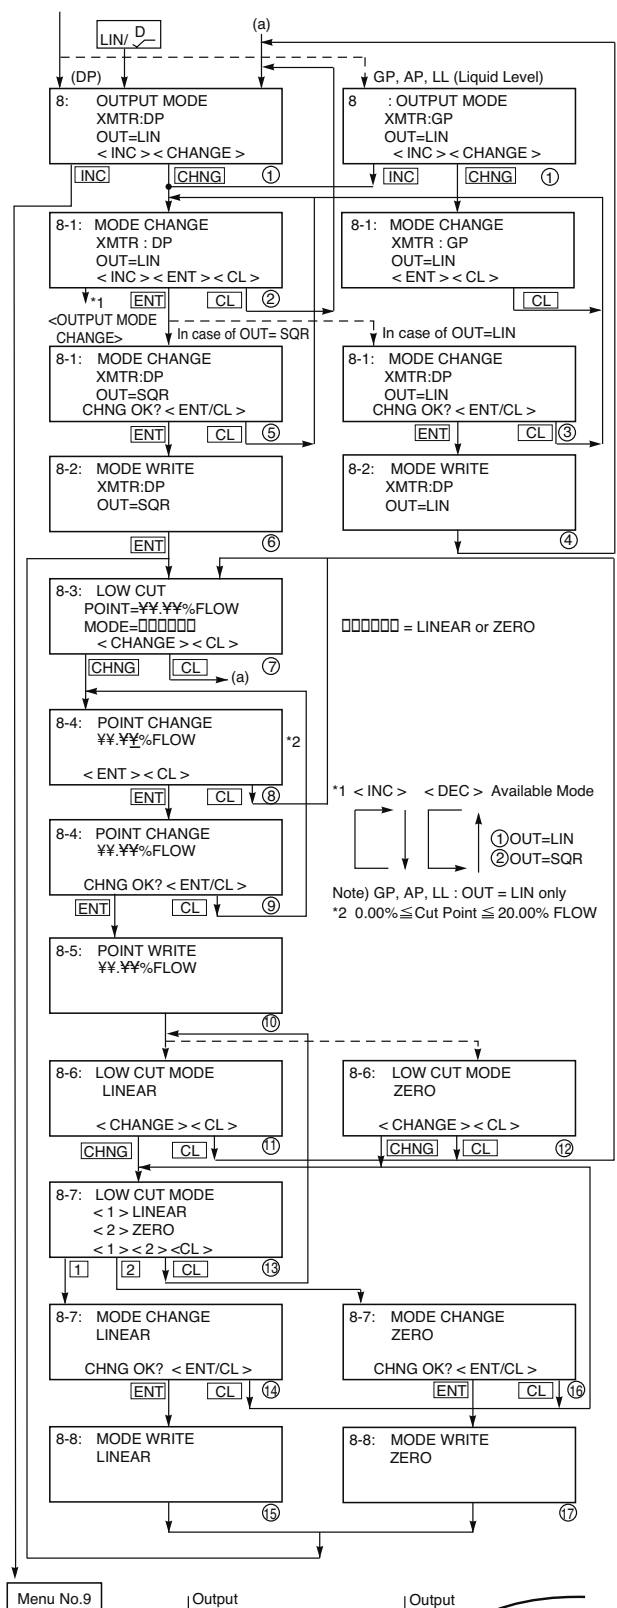 (a)
LIN/ D
(DP)
GP, AP, LL (Liquid Level)
8: OUTPUT MODE
XMTR:DP
OUT=LIN
< INC > < CHANGE >
INC
CHNG
①
8 : OUTPUT MODE
XMTR:GP
OUT=LIN
< INC > < CHANGE >
INC
CHNG
①
8-1: MODE CHANGE
XMTR : DP
OUT=LIN
< INC > < ENT > < CL >
*1
ENT
CL
②
8-1: MODE CHANGE
XMTR : GP
OUT=LIN
< ENT > < CL >
CL
<OUTPUT MODE
CHANGE>
In case of OUT= SQR
In case of OUT=LIN
8-1: MODE CHANGE
XMTR:DP
OUT=SQR
CHNG OK? < ENT/CL >
ENT
CL
⑤
8-1: MODE CHANGE
XMTR:DP
OUT=LIN
CHNG OK? < ENT/CL >
ENT
CL
③
8-2: MODE WRITE
XMTR:DP
OUT=SQR
ENT
⑥
8-2: MODE WRITE
XMTR:DP
OUT=LIN
④
8-3: LOW CUT
POINT=¥¥.¥¥%FLOW
MODE=▯▯▯▯▯▯
< CHANGE > < CL >
CHNG
CL
⑦
(a)
▯▯▯▯▯▯ = LINEAR or ZERO
8-4: POINT CHANGE
¥¥.¥¥%FLOW
< ENT > < CL >
ENT
CL
⑧
*2
8-4: POINT CHANGE
¥¥.¥¥%FLOW
CHNG OK? < ENT/CL >
ENT
CL
⑨
*1 < INC > < DEC > Available Mode
①OUT=LIN
②OUT=SQR
Note) GP, AP, LL : OUT = LIN only
*2 0.00%≦Cut Point ≦ 20.00% FLOW
8-5: POINT WRITE
¥¥.¥¥%FLOW
⑩
8-6: LOW CUT MODE
LINEAR
< CHANGE > < CL >
CHNG
CL
⑪
8-6: LOW CUT MODE
ZERO
< CHANGE > < CL >
CHNG
CL
⑫
8-7: LOW CUT MODE
< 1 > LINEAR
< 2 > ZERO
< 1 > < 2 > <CL >
1
2
CL
⑬
8-7: MODE CHANGE
LINEAR
CHNG OK? < ENT/CL >
ENT
CL
⑭
8-7: MODE CHANGE
ZERO
CHNG OK? < ENT/CL >
ENT
CL
⑯
8-8: MODE WRITE
LINEAR
⑮
8-8: MODE WRITE
ZERO
⑰
Menu No.9
Output
Output